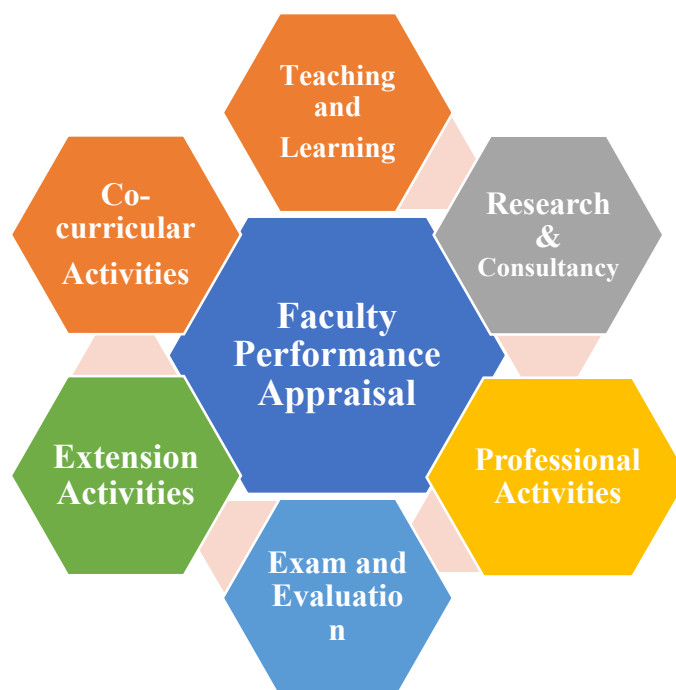 Teaching
and
Learning
Co-
curricular
Activities
Research
&
Consultancy
Faculty
Performance
Appraisal
Extension
Activities
Professional
Activities
Exam and
Evaluatio
n